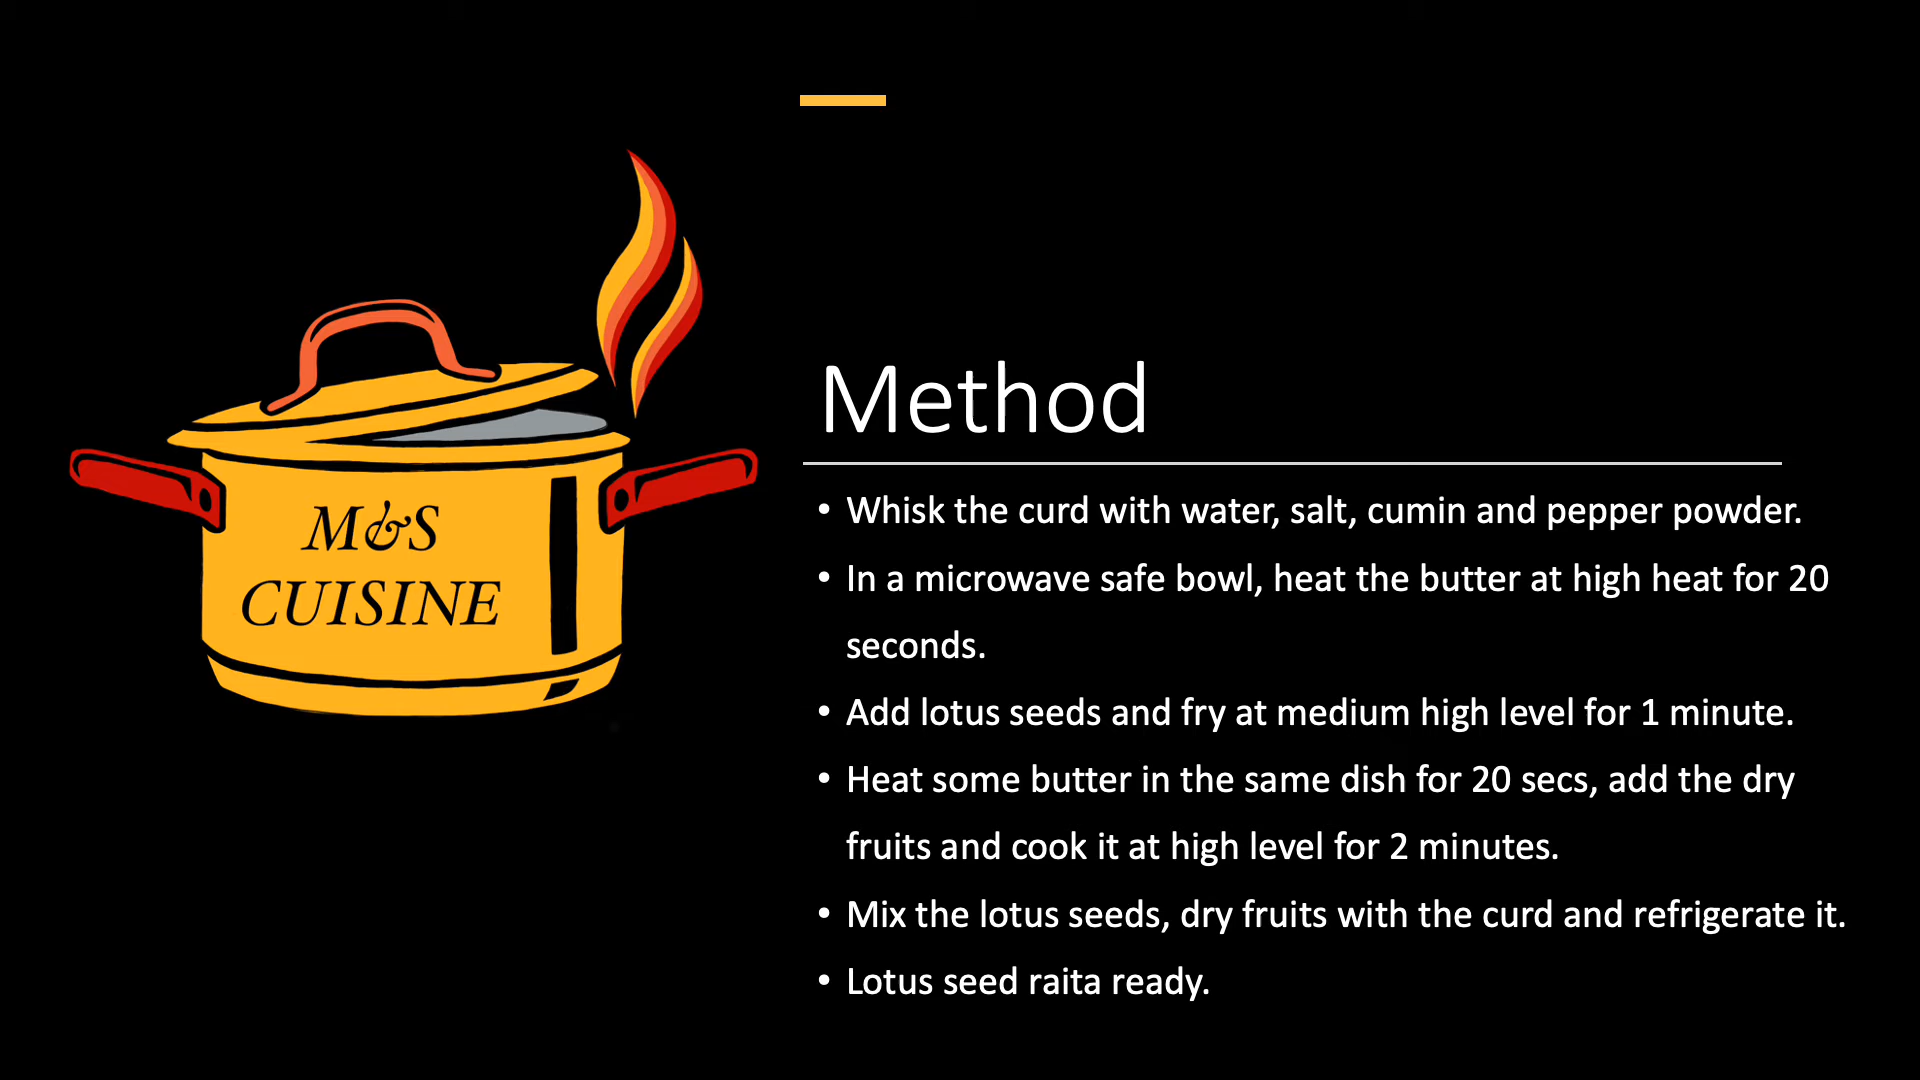 M&S
CUISINE
Method
• Whisk the curd with water, salt, cumin and pepper powder.
• In a microwave safe bowl, heat the butter at high heat for 20
seconds.
• Add lotus seeds and fry at medium high level for 1 minute.
• Heat some butter in the same dish for 20 secs, add the dry
fruits and cook it at high level for 2 minutes.
• Mix the lotus seeds, dry fruits with the curd and refrigerate it.
• Lotus seed raita ready.